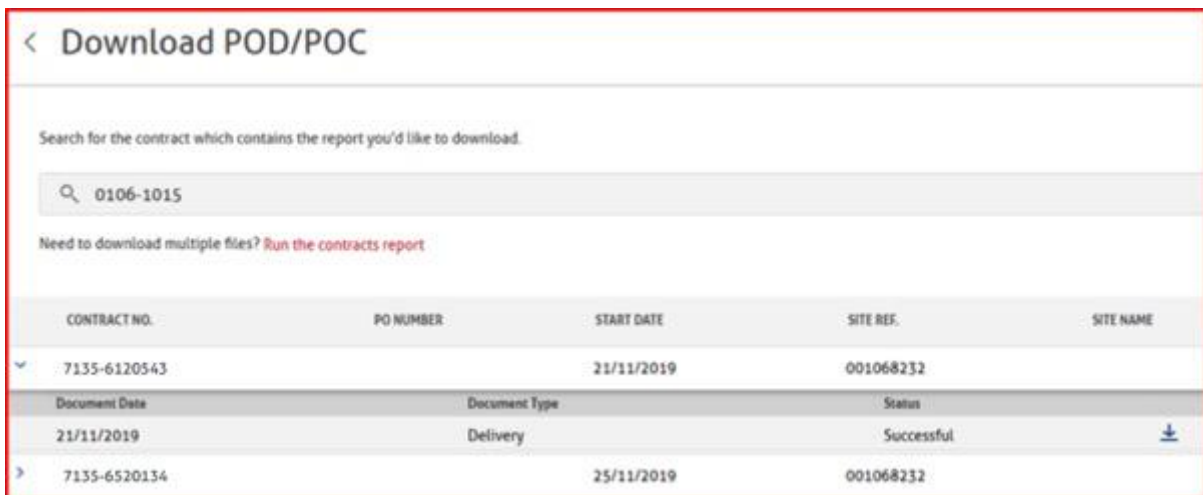 Download POD/POC
Search for the contract which contains the report you'd like to download.
0106-1015
Need to download multiple files? Run the contracts report
CONTRACT NO. PO NUMBER START DATE SITE REF. SITE NAME
7135-6120543 21/11/2019 001068232
Document Date Document Type Status
21/11/2019 Delivery Successful
7135-6520134 25/11/2019 001068232